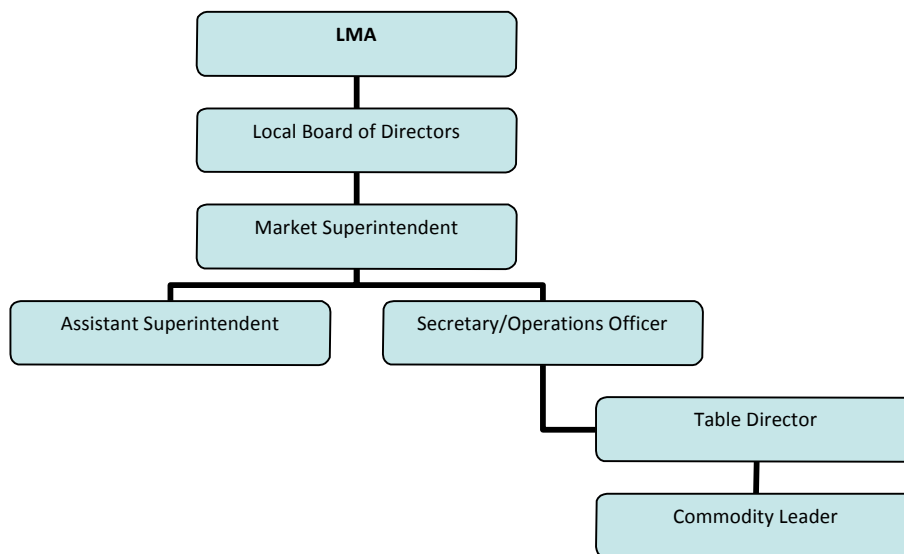 LMA
Local Board of Directors
Market Superintendent
Assistant Superintendent
Secretary/Operations Officer
Table Director
Commodity Leader